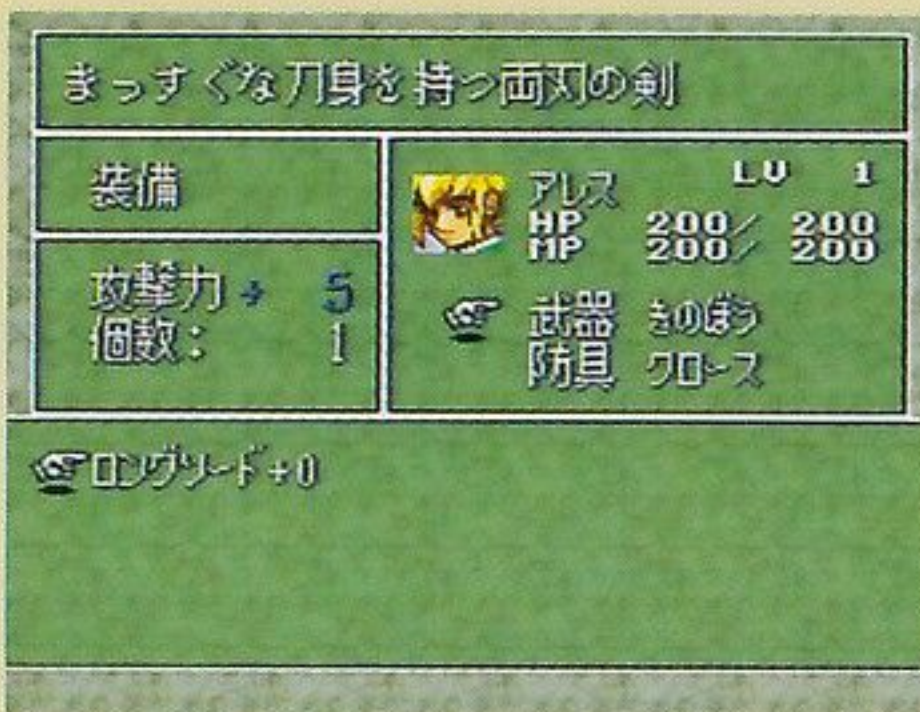 まっすぐな刀身を持つ両刃の剣
装備
攻撃力+ 5
個数: 1
アレス LV 1
HP 200/ 200
MP 200/ 200
武器 きのぼう
防具 クロース
ロングソード+0